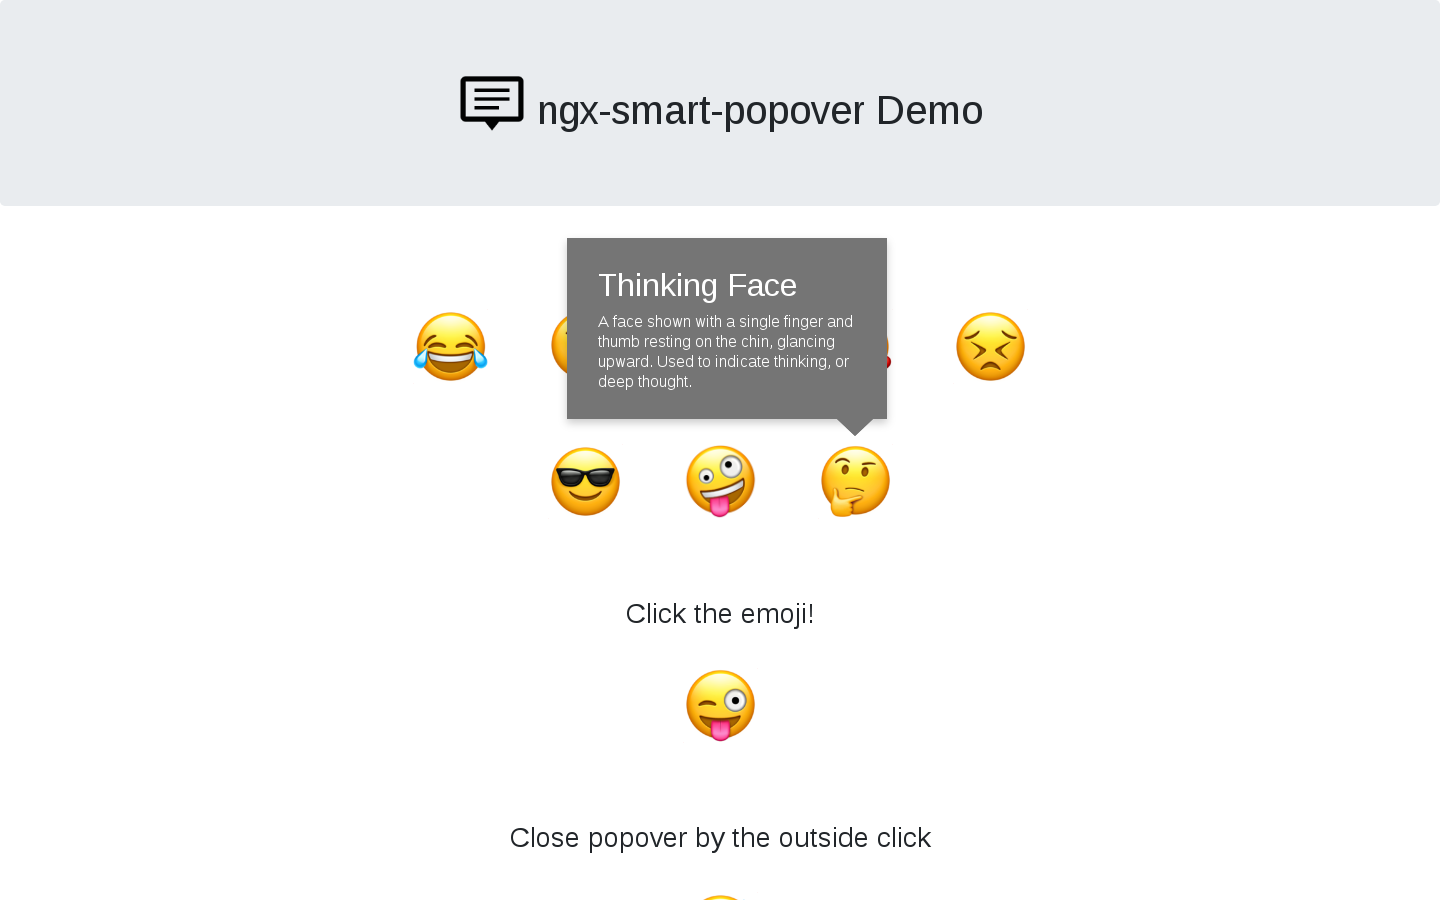 ngx-smart-popover Demo
Thinking Face
A face shown with a single finger and
thumb resting on the chin, glancing
upward. Used to indicate thinking, or
deep thought.
Click the emoji!
Close popover by the outside click